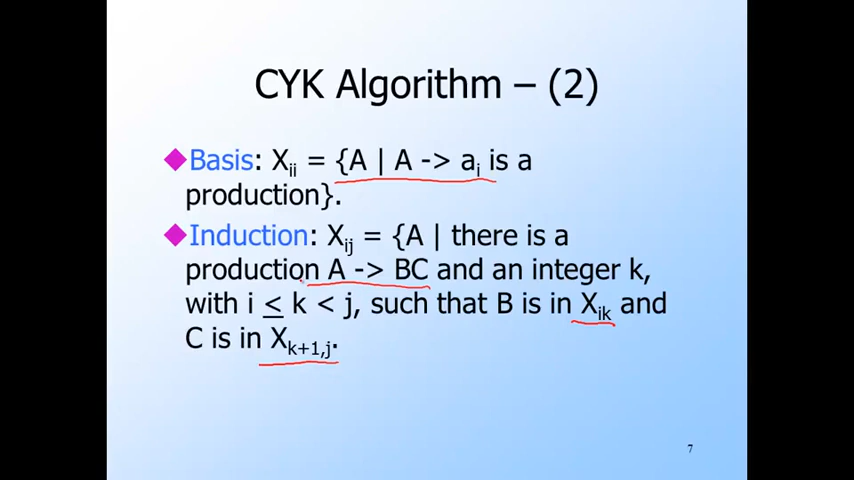 CYK Algorithm – (2)
Basis: Xii = {A | A -> ai is a
production}.
Induction: Xij = {A | there is a
production A -> BC and an integer k,
with i ≤ k < j, such that B is in Xik and
C is in Xk+1,j.
7